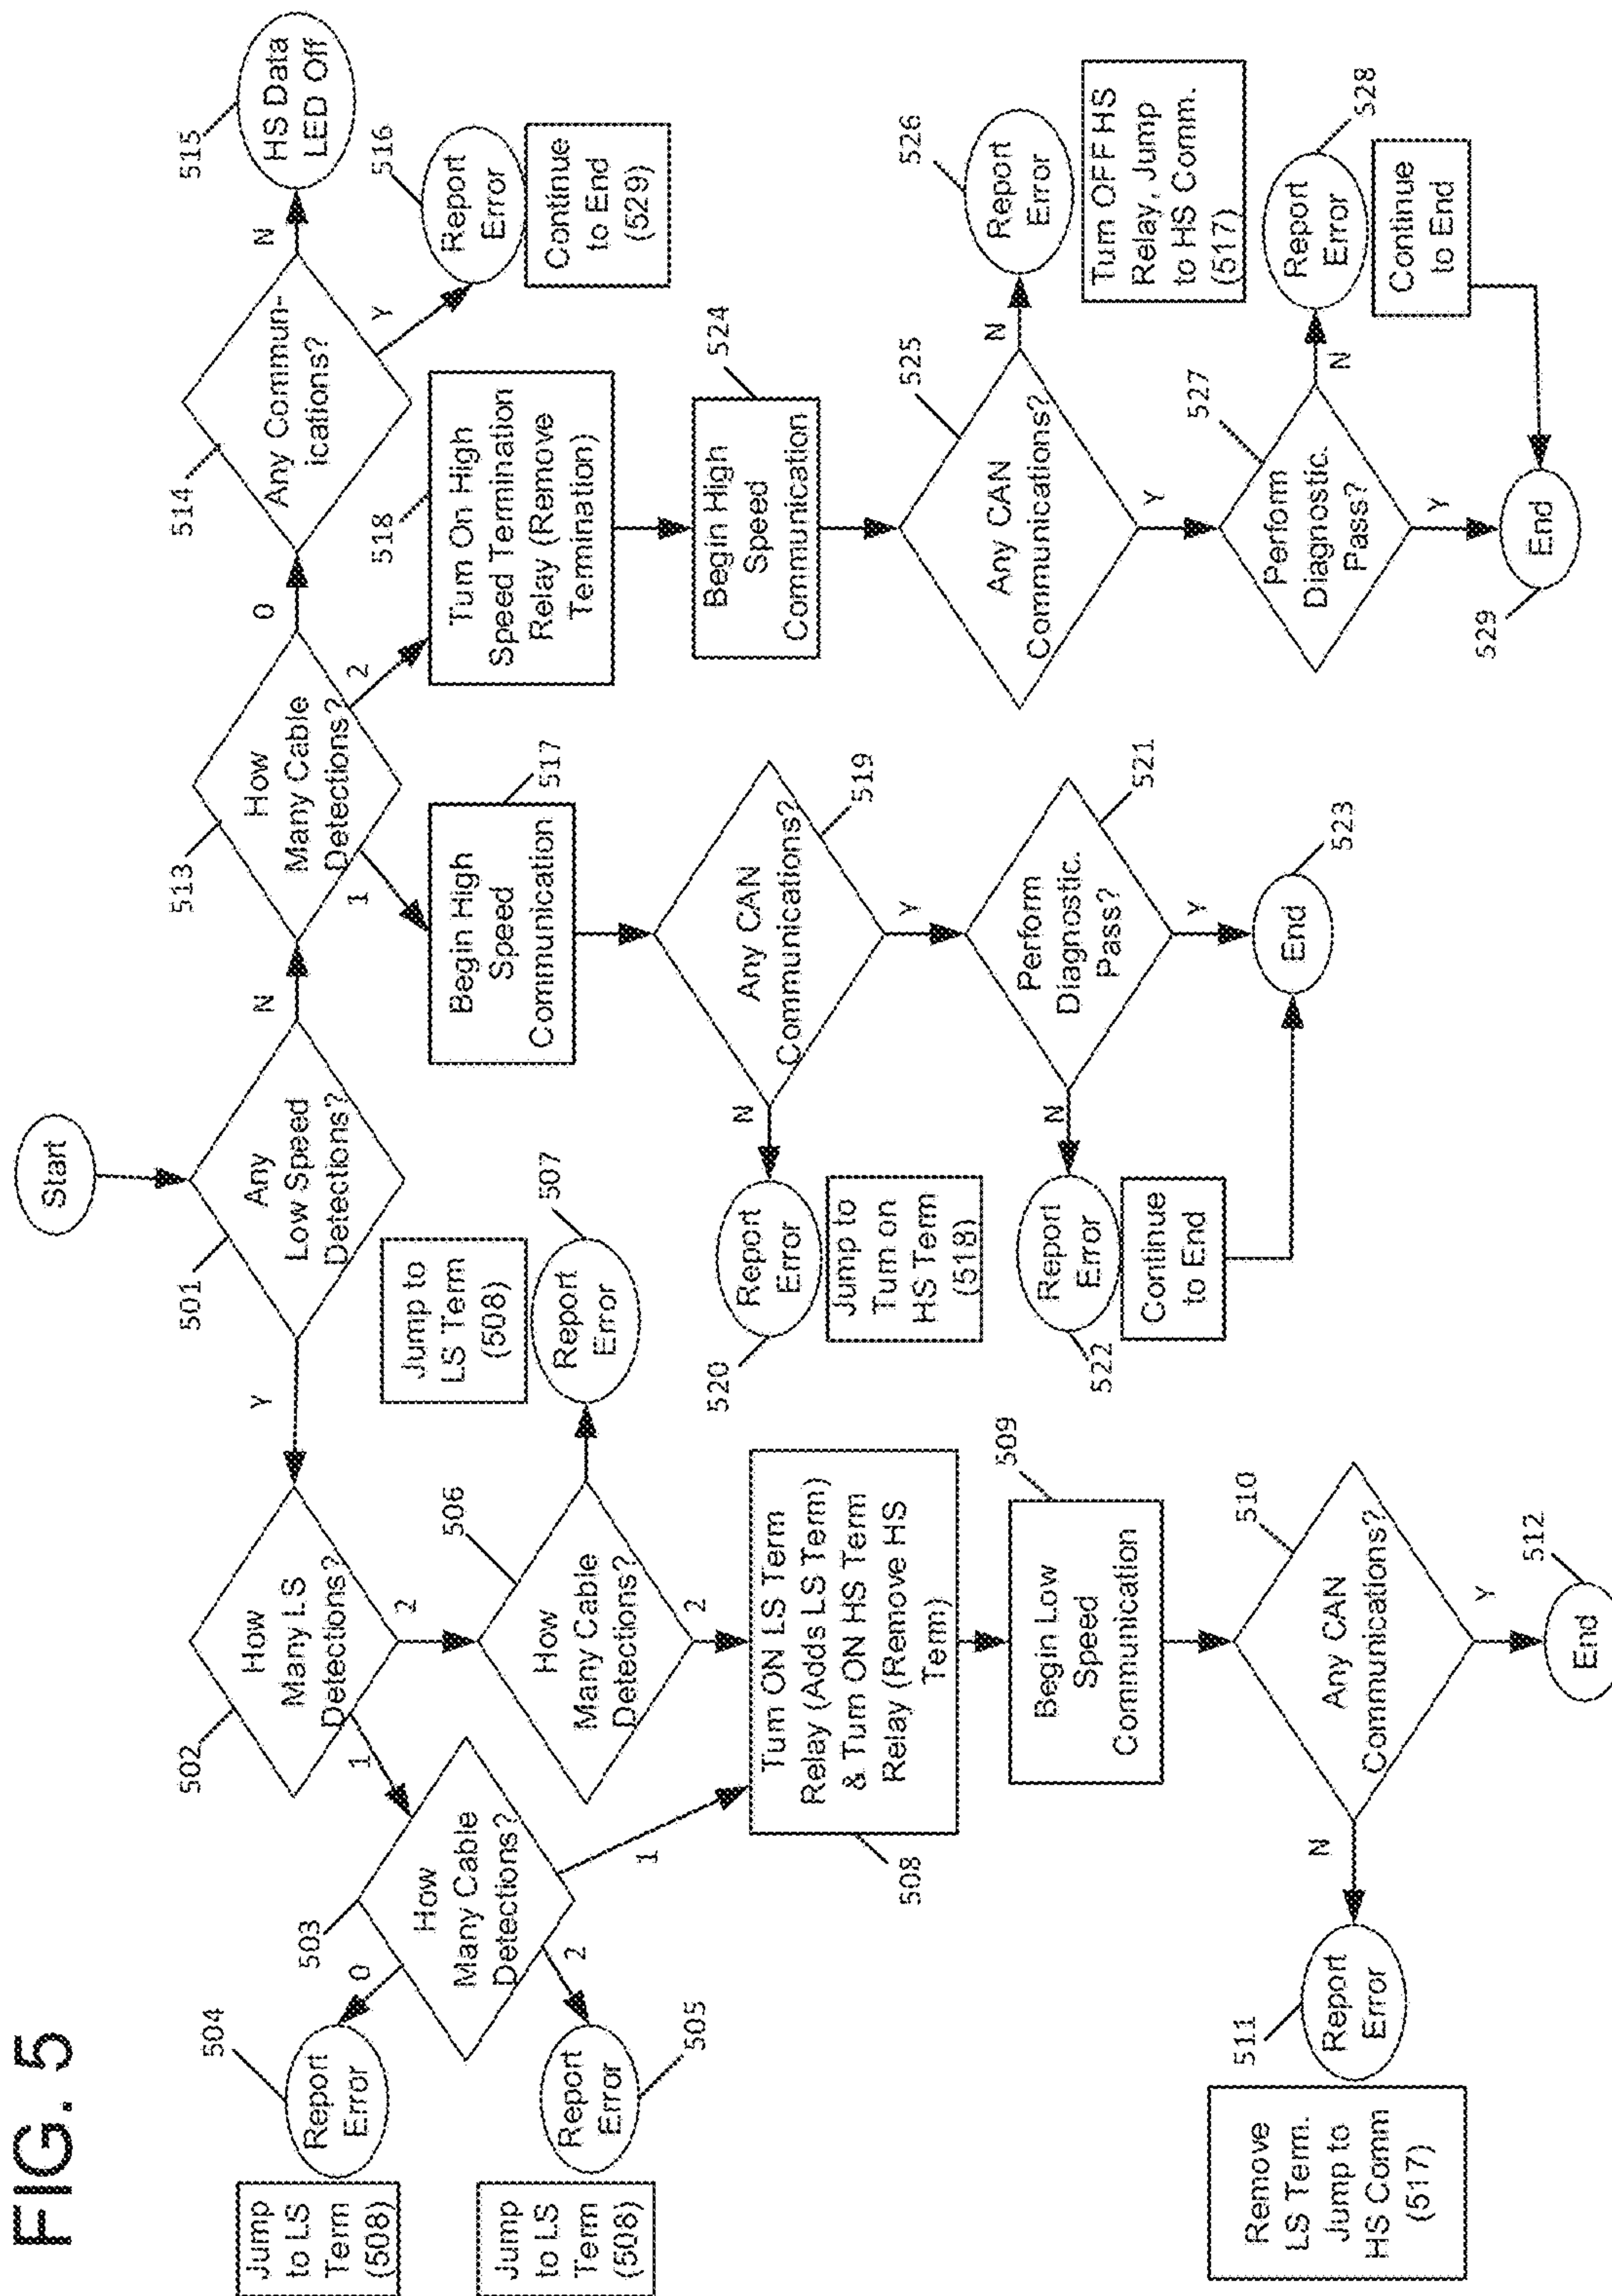 FIG. 5
Start
501
Any
Low Speed
Detections?
Y
N
502
How
Many LS
Detections?
1
2
503
How
Many Cable
Detections?
0
1
2
504
Report
Error
Jump
to LS
Term
(508)
505
Report
Error
Jump
to LS
Term
(508)
506
How
Many Cable
Detections?
2
507
Report
Error
Jump to
LS Term
(508)
508
Turn ON LS Term
Relay (Adds LS Term)
& Turn ON HS Term
Relay (Remove HS
Term)
509
Begin Low
Speed
Communication
510
Any CAN
Communications?
N
Y
511
Report
Error
Remove
LS Term.
Jump to
HS Comm
(517)
512
End
513
How
Many Cable
Detections?
0
1
2
514
Any Commun-
ications?
N
Y
515
HS Data
LED Off
516
Report
Error
Continue
to End
(529)
517
Begin High
Speed
Communication
518
Turn On High
Speed Termination
Relay (Remove
Termination)
519
Any CAN
Communications?
N
Y
520
Report
Error
Jump to
Turn on
HS Term
(518)
521
Perform
Diagnostic.
Pass?
N
Y
522
Report
Error
Continue
to End
523
End
524
Begin High
Speed
Communication
525
Any CAN
Communications?
N
Y
526
Report
Error
Turn OFF HS
Relay, Jump
to HS Comm.
(517)
527
Perform
Diagnostic.
Pass?
N
Y
528
Report
Error
Continue
to End
529
End